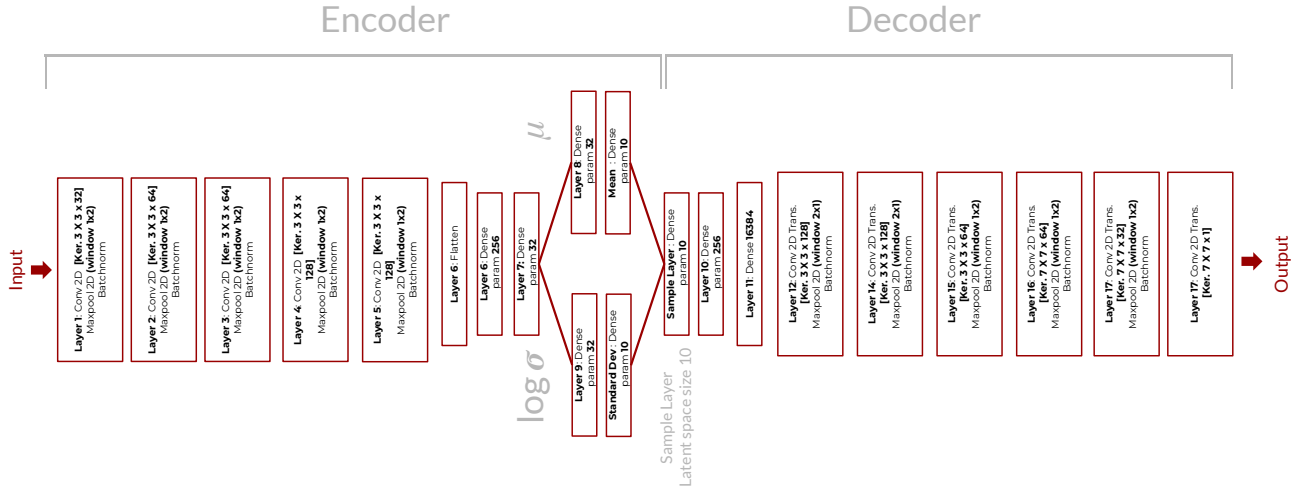 Encoder
Decoder
Input
Layer 1: Conv 2D [Ker. 3 X 3 x 32]
Maxpool 2D (window 1x2)
Batchnorm
Layer 2: Conv 2D [Ker. 3 X 3 x 64]
Maxpool 2D (window 1x2)
Batchnorm
Layer 3: Conv 2D [Ker. 3 X 3 x 64]
Maxpool 2D (window 1x2)
Batchnorm
Layer 4: Conv 2D [Ker. 3 X 3 x
128]
Maxpool 2D (window 1x2)
Batchnorm
Layer 5: Conv 2D [Ker. 3 X 3 x
128]
Maxpool 2D (window 1x2)
Batchnorm
Layer 6: Flatten
Layer 6: Dense
param 256
Layer 7: Dense
param 32
μ
Layer 8: Dense
param 32
Mean : Dense
param 10
log σ
Layer 9: Dense
param 32
Standard Dev : Dense
param 10
Sample Layer : Dense
param 10
Sample Layer
Latent space size 10
Layer 10: Dense
param 256
Layer 11: Dense 16384
Layer 12: Conv 2D Trans.
[Ker. 3 X 3 x 128]
Maxpool 2D (window 2x1)
Batchnorm
Layer 14: Conv 2D Trans.
[Ker. 3 X 3 x 128]
Maxpool 2D (window 2x1)
Batchnorm
Layer 15: Conv 2D Trans.
[Ker. 3 X 3 x 64]
Maxpool 2D (window 1x2)
Batchnorm
Layer 16: Conv 2D Trans.
[Ker. 7 X 7 x 64]
Maxpool 2D (window 1x2)
Batchnorm
Layer 17: Conv 2D Trans.
[Ker. 7 X 7 x 32]
Maxpool 2D (window 1x2)
Batchnorm
Layer 17: Conv 2D Trans.
[Ker. 7 X 7 x 1]
Output